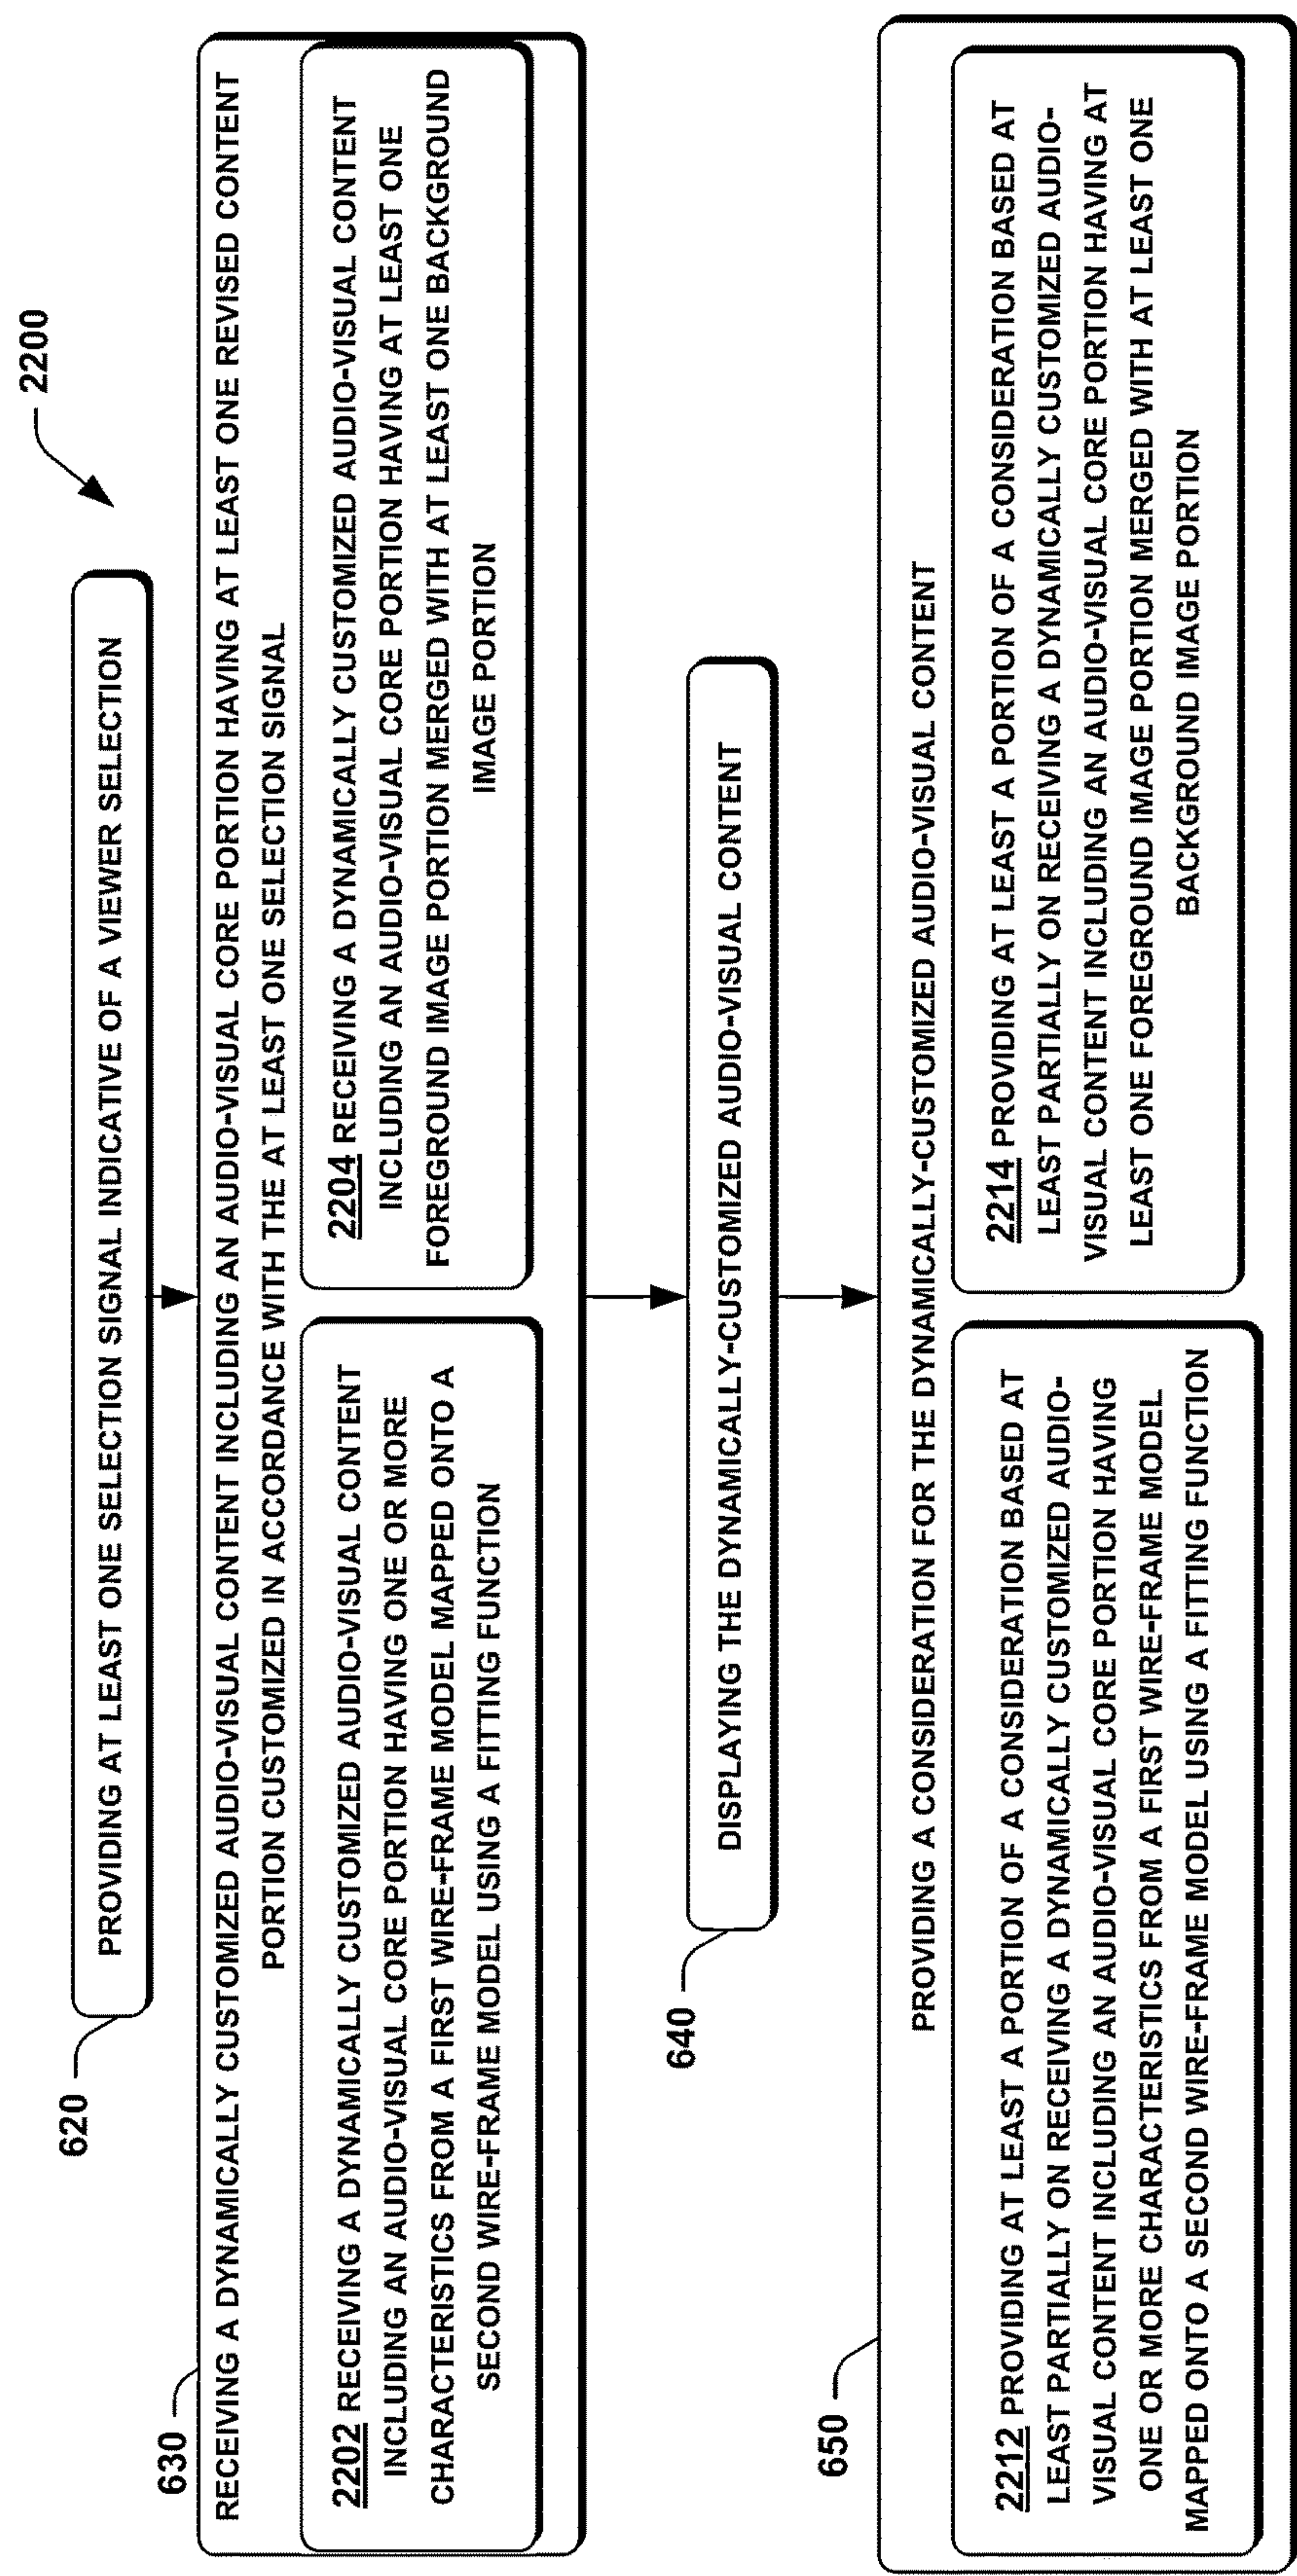 2200
620
PROVIDING AT LEAST ONE SELECTION SIGNAL INDICATIVE OF A VIEWER SELECTION
630
RECEIVING A DYNAMICALLY CUSTOMIZED AUDIO-VISUAL CONTENT INCLUDING AN AUDIO-VISUAL CORE PORTION HAVING AT LEAST ONE REVISED CONTENT
PORTION CUSTOMIZED IN ACCORDANCE WITH THE AT LEAST ONE SELECTION SIGNAL
2202 RECEIVING A DYNAMICALLY CUSTOMIZED AUDIO-VISUAL CONTENT
INCLUDING AN AUDIO-VISUAL CORE PORTION HAVING ONE OR MORE
CHARACTERISTICS FROM A FIRST WIRE-FRAME MODEL MAPPED ONTO A
SECOND WIRE-FRAME MODEL USING A FITTING FUNCTION
2204 RECEIVING A DYNAMICALLY CUSTOMIZED AUDIO-VISUAL CONTENT
INCLUDING AN AUDIO-VISUAL CORE PORTION HAVING AT LEAST ONE
FOREGROUND IMAGE PORTION MERGED WITH AT LEAST ONE BACKGROUND
IMAGE PORTION
640
DISPLAYING THE DYNAMICALLY-CUSTOMIZED AUDIO-VISUAL CONTENT
650
PROVIDING A CONSIDERATION FOR THE DYNAMICALLY-CUSTOMIZED AUDIO-VISUAL CONTENT
2212 PROVIDING AT LEAST A PORTION OF A CONSIDERATION BASED AT
LEAST PARTIALLY ON RECEIVING A DYNAMICALLY CUSTOMIZED AUDIO-
VISUAL CONTENT INCLUDING AN AUDIO-VISUAL CORE PORTION HAVING
ONE OR MORE CHARACTERISTICS FROM A FIRST WIRE-FRAME MODEL
MAPPED ONTO A SECOND WIRE-FRAME MODEL USING A FITTING FUNCTION
2214 PROVIDING AT LEAST A PORTION OF A CONSIDERATION BASED AT
LEAST PARTIALLY ON RECEIVING A DYNAMICALLY CUSTOMIZED AUDIO-
VISUAL CONTENT INCLUDING AN AUDIO-VISUAL CORE PORTION HAVING AT
LEAST ONE FOREGROUND IMAGE PORTION MERGED WITH AT LEAST ONE
BACKGROUND IMAGE PORTION